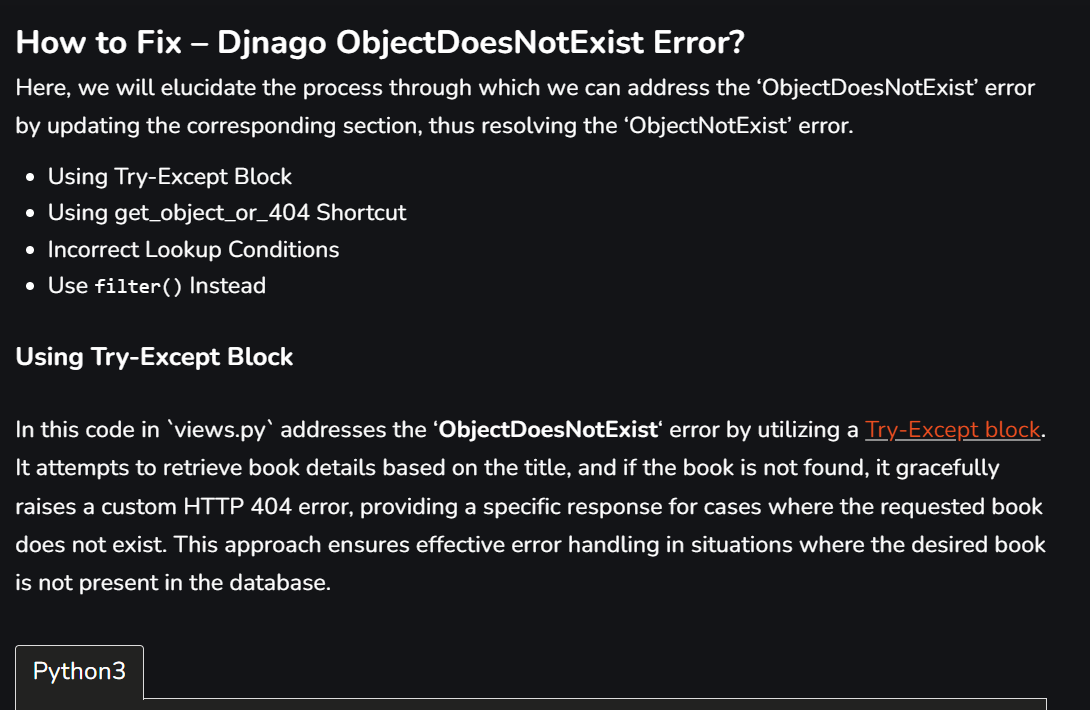 How to Fix – Djnago ObjectDoesNotExist Error?
Here, we will elucidate the process through which we can address the ‘ObjectDoesNotExist’ error
by updating the corresponding section, thus resolving the ‘ObjectNotExist’ error.
• Using Try-Except Block
• Using get_object_or_404 Shortcut
• Incorrect Lookup Conditions
• Use filter() Instead
Using Try-Except Block
In this code in `views.py` addresses the ‘ObjectDoesNotExist‘ error by utilizing a Try-Except block.
It attempts to retrieve book details based on the title, and if the book is not found, it gracefully
raises a custom HTTP 404 error, providing a specific response for cases where the requested book
does not exist. This approach ensures effective error handling in situations where the desired book
is not present in the database.
Python3